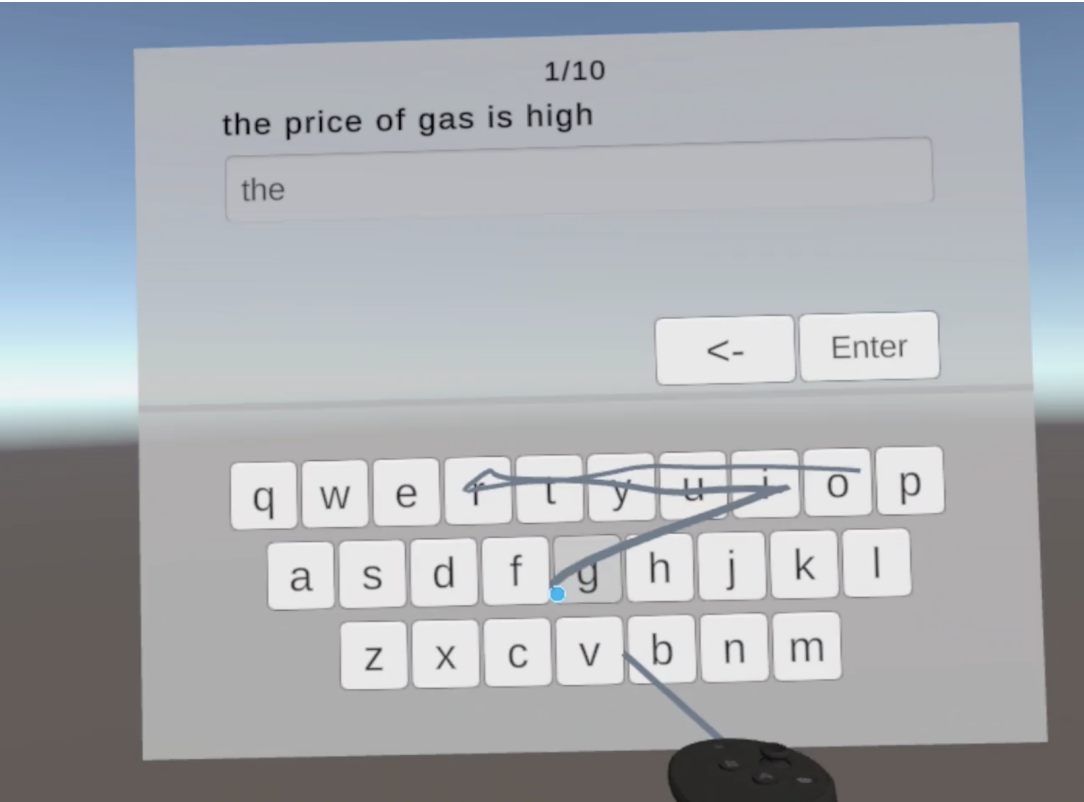 1/10
the price of gas is high
the
<- Enter
q w e r t y u i o p
a s d f g h j k l
z x c v b n m